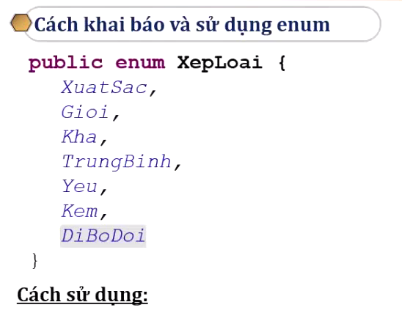 Cách khai báo và sử dụng enum
public enum XepLoai {
XuatSac,
Gioi,
Kha,
TrungBinh,
Yeu,
Kem,
DiBoDoi
}
Cách sử dụng: